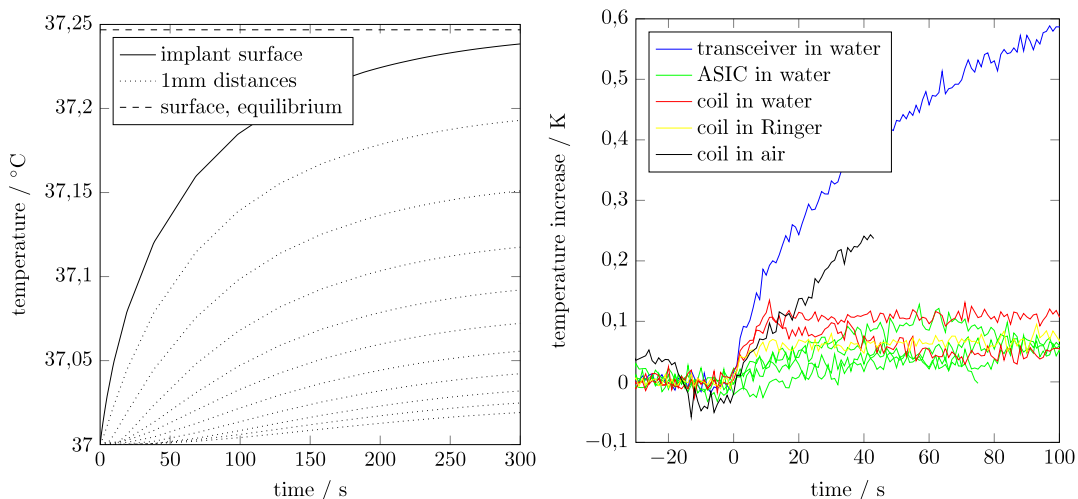 37,25
37,2
37,15
37,1
37,05
37
temperature / °C
implant surface
1mm distances
surface, equilibrium
0
50
100
150
200
250
300
time / s
0,6
0,5
0,4
0,3
0,2
0,1
0
−0,1
temperature increase / K
transceiver in water
ASIC in water
coil in water
coil in Ringer
coil in air
−20
0
20
40
60
80
100
time / s